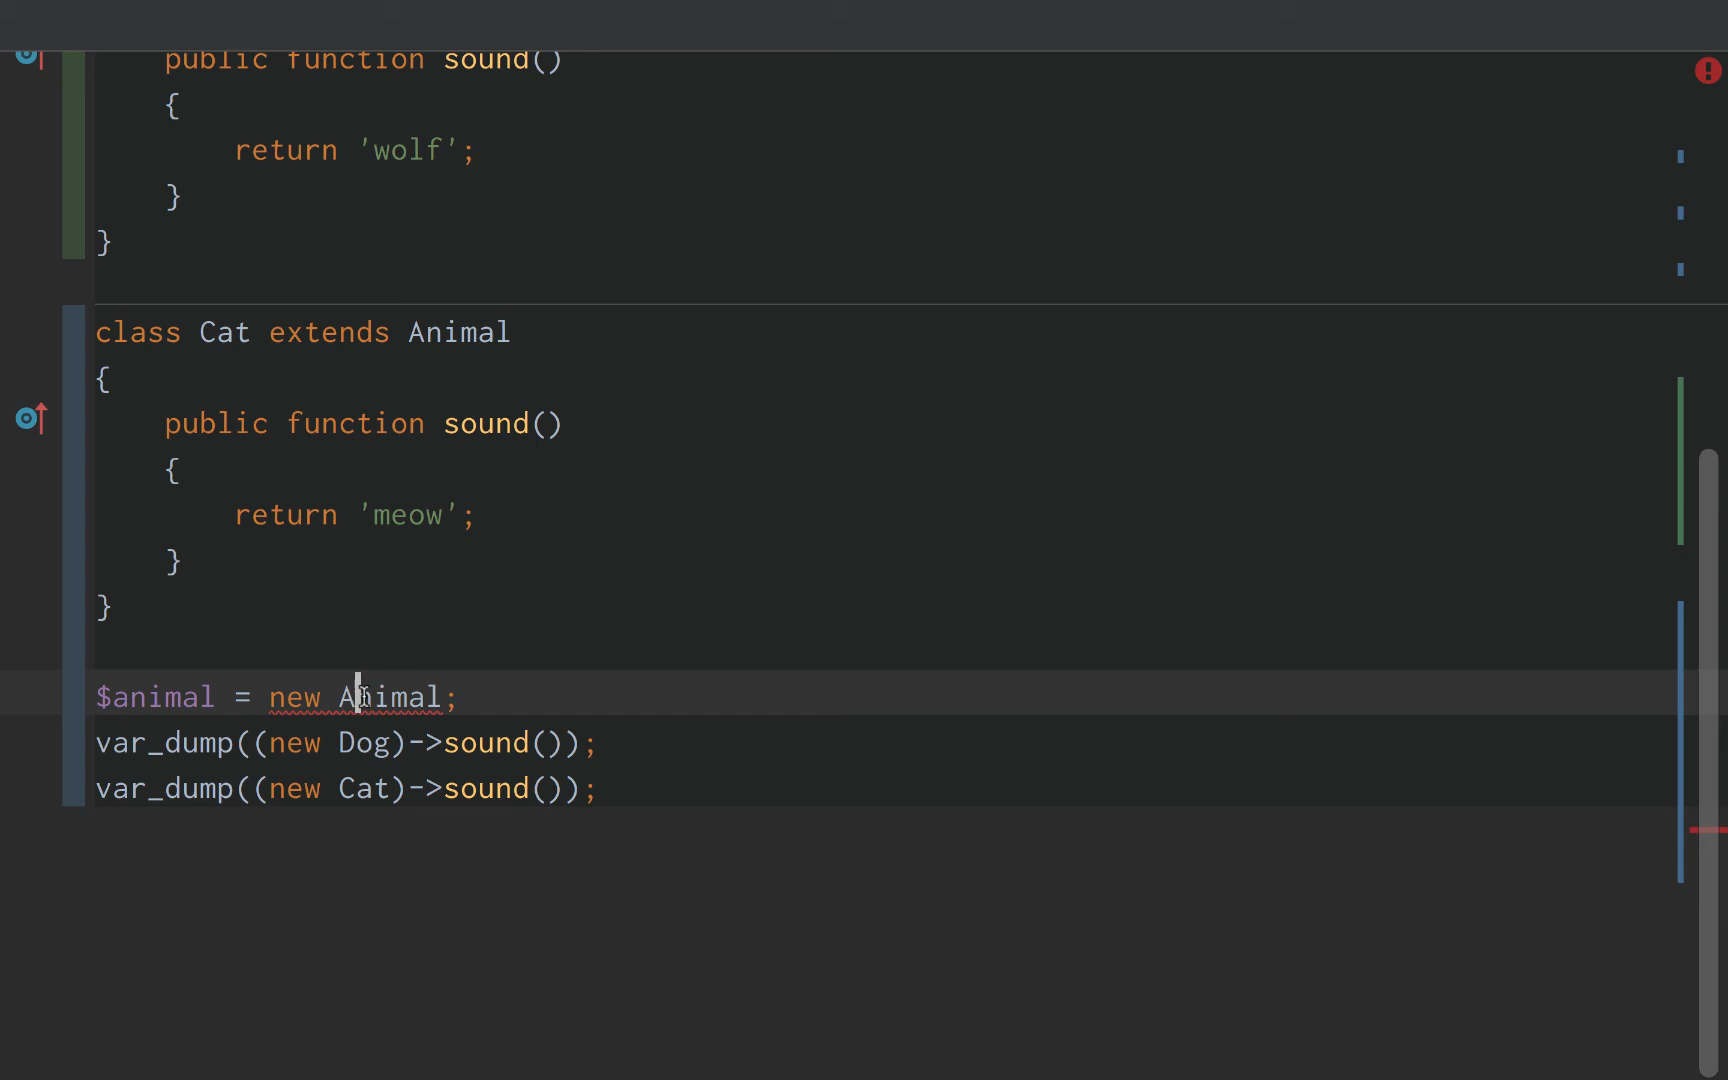 public function sound()
{
return 'wolf';
}
}
class Cat extends Animal
{
public function sound()
{
return 'meow';
}
}
$animal = new Animal;
var_dump((new Dog)->sound());
var_dump((new Cat)->sound());